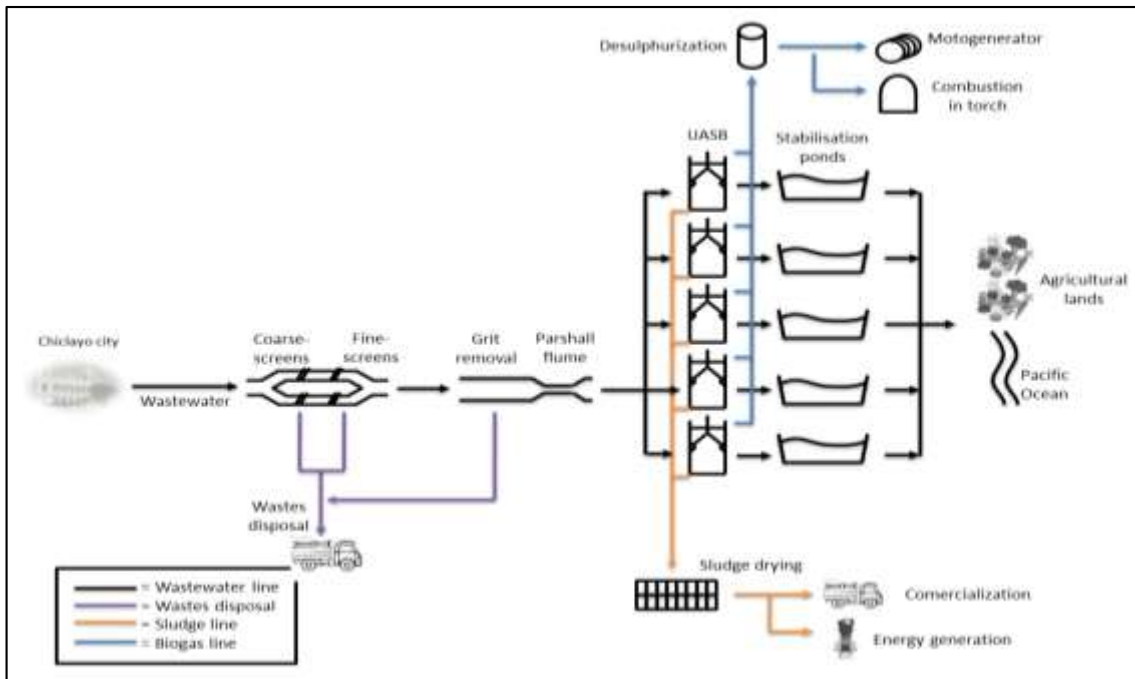 Desulphurization
Motogenerator
Combustion
in torch
UASB
Stabilisation
ponds
Agricultural
lands
Chiclayo city
Coarse-
screens
Fine-
screens
Grit
removal
Parshall
flume
Wastewater
Pacific
Ocean
Wastes
disposal
Sludge drying
Comercialization
Energy generation
= Wastewater line
= Wastes disposal
= Sludge line
= Biogas line